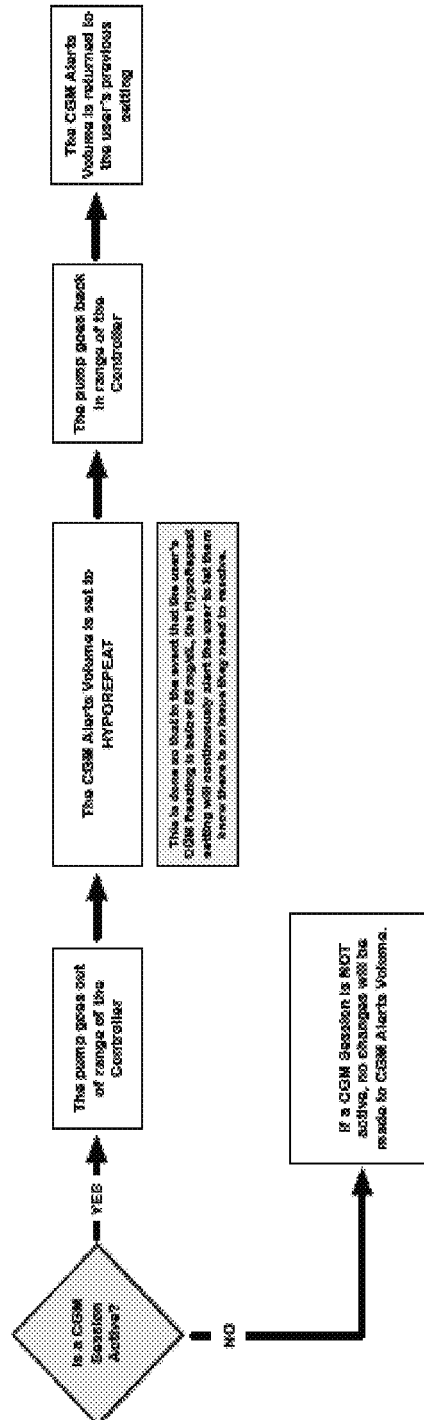 Is a CGM
Session
Active?
YES
The pump goes out
of range of the
Controller
The CGM Alerts Volume is set to
HYPOREPEAT
This is done so that in the event that the user's
CGM Reading is below 55 mg/dL, the HypoRepeat
setting will continuously alert the user to let them
know there is an issue they need to resolve.
The pump goes back
in range of the
Controller
The CGM Alerts
Volume is returned to
the user's previous
setting
NO
If a CGM Session is NOT
active, no changes will be
made to CGM Alerts Volume.